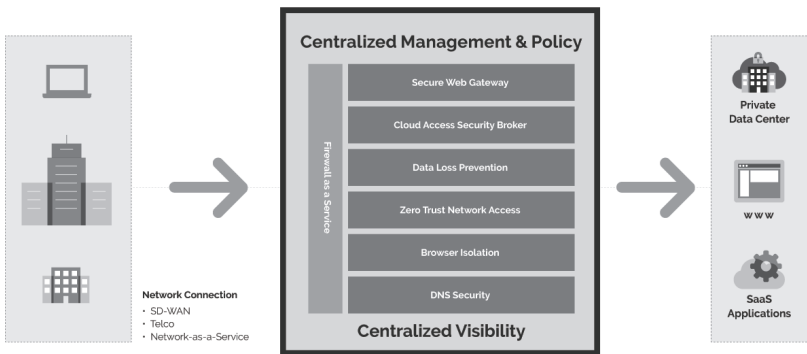 Centralized Management & Policy
Firewall as a Service
Secure Web Gateway
Cloud Access Security Broker
Data Loss Prevention
Zero Trust Network Access
Browser Isolation
DNS Security
Centralized Visibility
Network Connection
• SD-WAN
• Telco
• Network-as-a-Service
Private
Data Center
WWW
SaaS
Applications